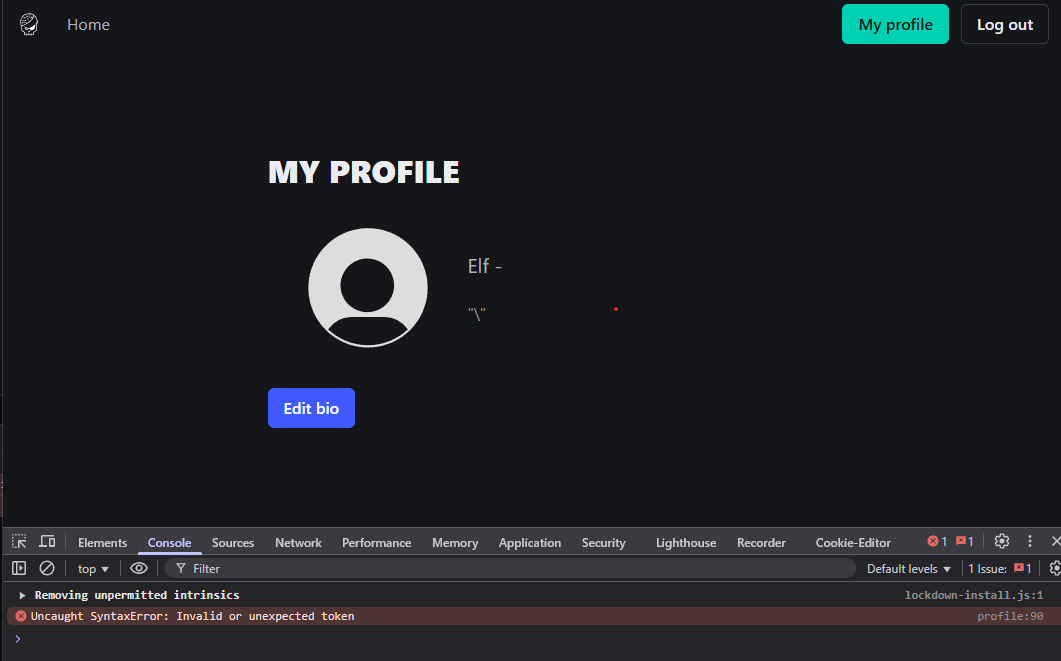 Home
My profile
Log out
MY PROFILE
Elf -
"\"
Edit bio
Elements Console Sources Network Performance Memory Application Security Lighthouse Recorder Cookie-Editor 1 1
top Filter Default levels 1 Issue: 1
Removing unpermitted intrinsics lockdown-install.js:1
Uncaught SyntaxError: Invalid or unexpected token profile:90